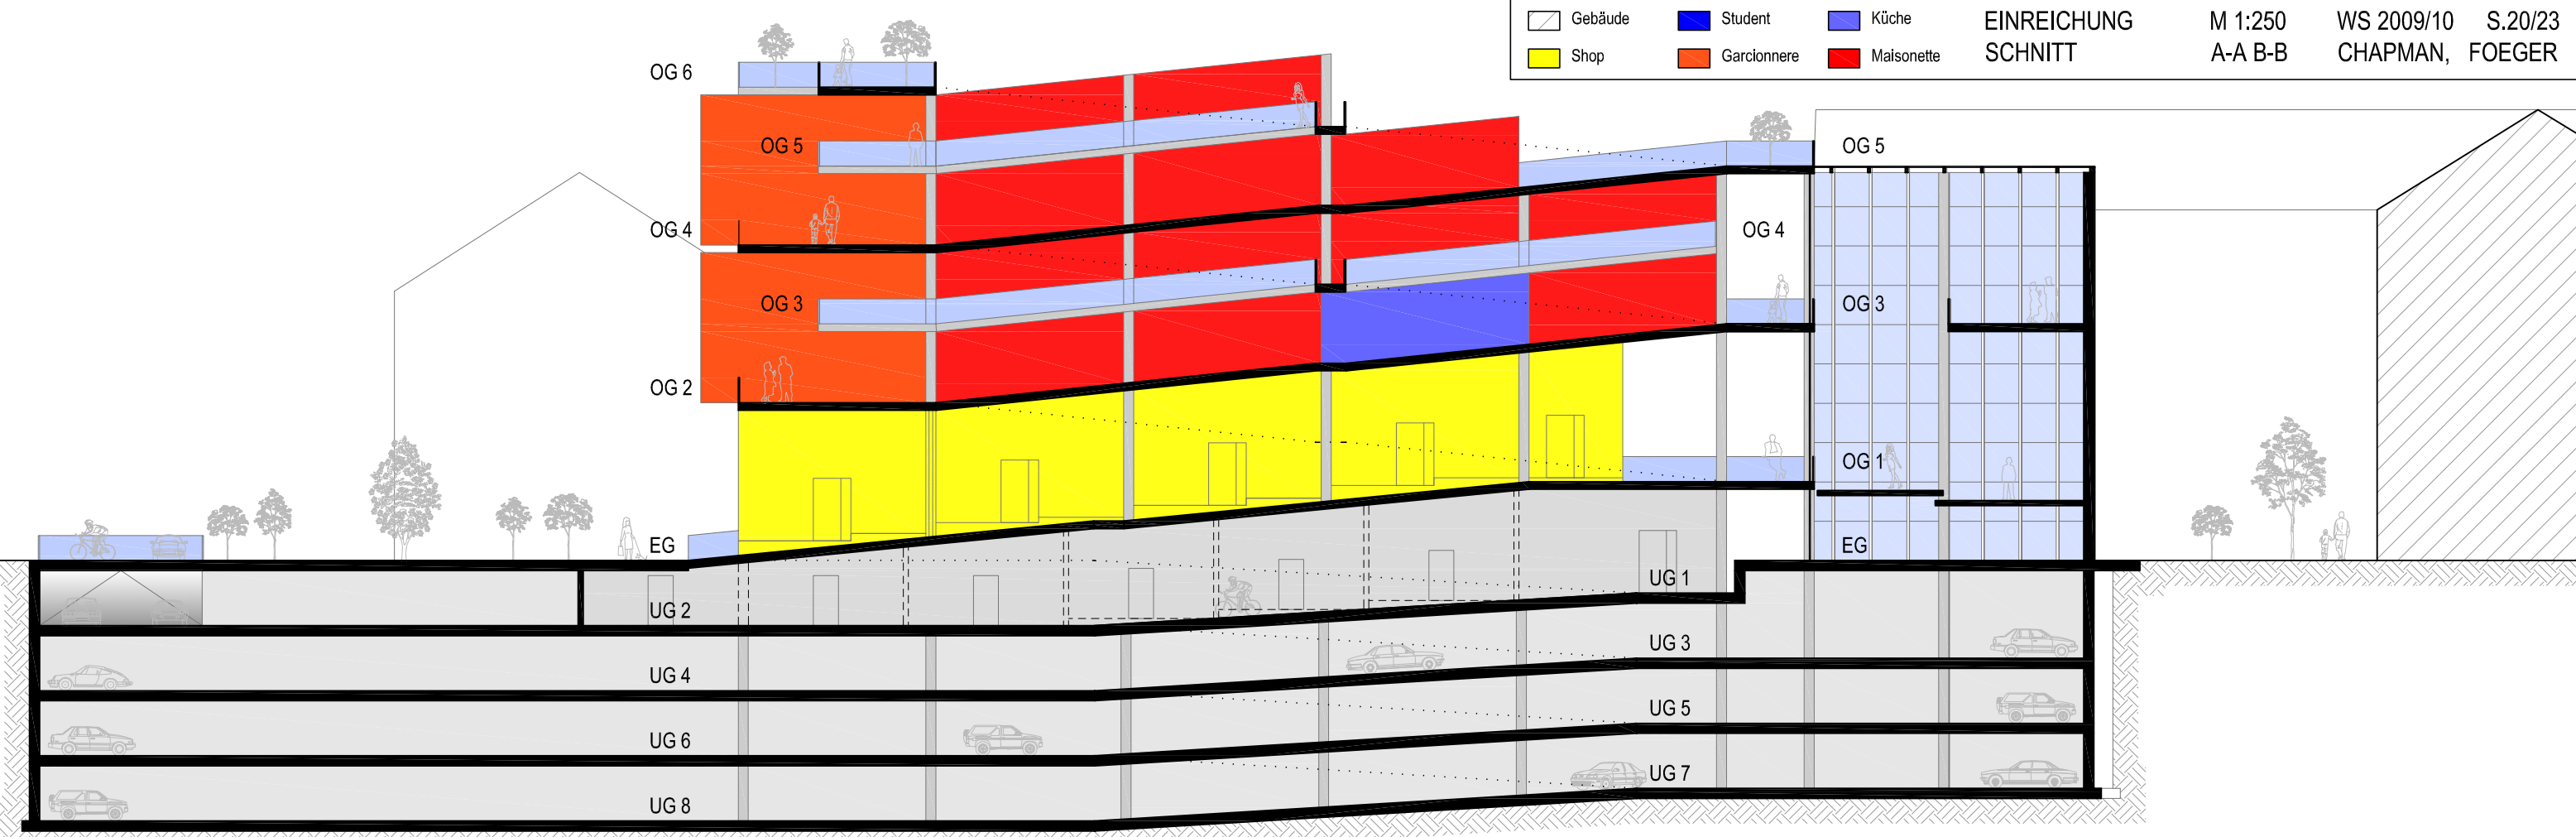 Gebäude Student Küche EINREICHUNG M 1:250 WS 2009/10 S.20/23
Shop Garcionnere Maisonette SCHNITT A-A B-B CHAPMAN, FOEGER
OG 6
OG 5
OG 5
OG 4
OG 4
OG 3
OG 3
OG 2
OG 1
EG
EG
UG 1
UG 2
UG 3
UG 4
UG 5
UG 6
UG 7
UG 8